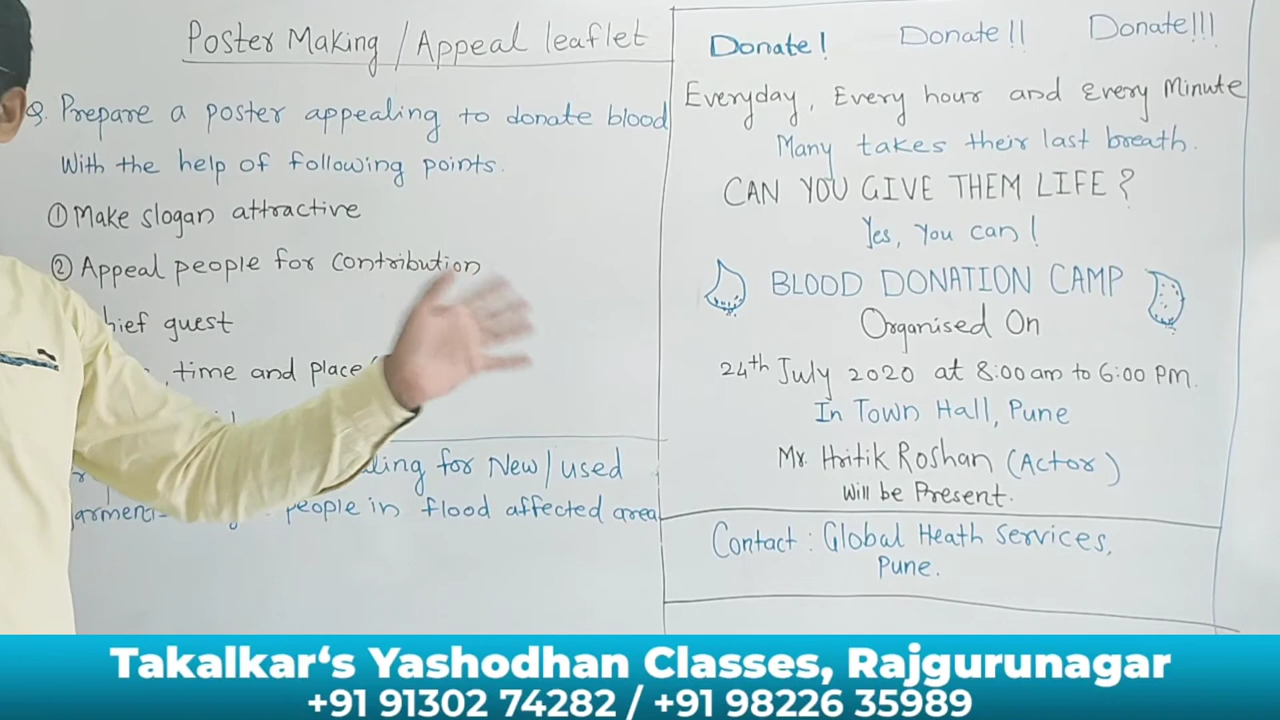 Poster Making / Appeal leaflet
Q. Prepare a poster appealing to donate blood
With the help of following points.
① Make slogan attractive
② Appeal people for contribution
hief guest
, time and place
ling for New/used
people in flood affected area
Donate! Donate!! Donate!!!
Everyday, Every hour and Every Minute
Many takes their last breath.
CAN YOU GIVE THEM LIFE?
Yes, You can!
BLOOD DONATION CAMP
Organised On
24th July 2020 at 8:00 am to 6:00 PM.
In Town Hall, Pune
Mr. Hritik Roshan (Actor)
Will be Present.
Contact: Global Heath Services,
Pune.
Takalkar‘s Yashodhan Classes, Rajgurunagar
+91 91302 74282 / +91 98226 35989